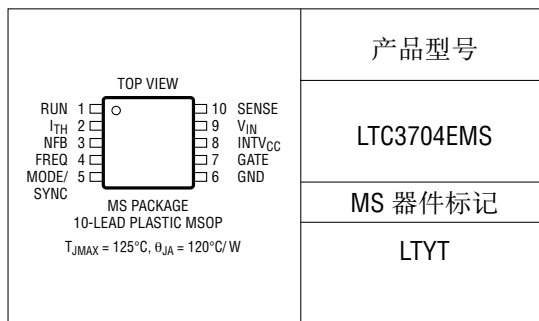 TOP VIEW
RUN 1
ITH 2
NFB 3
FREQ 4
MODE/
SYNC 5
10 SENSE
9 VIN
8 INTVCC
7 GATE
6 GND
MS PACKAGE
10-LEAD PLASTIC MSOP
TJMAX = 125°C, θJA = 120°C/ W
产品型号
LTC3704EMS
MS 器件标记
LTYT